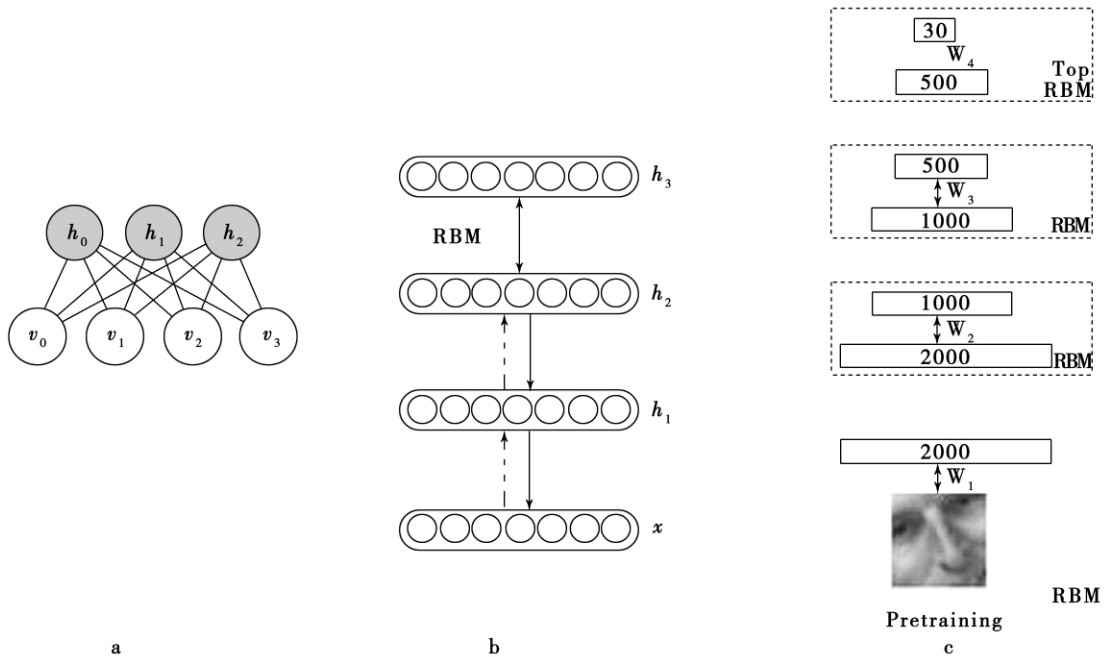 h₀ h₁ h₂
v₀ v₁ v₂ v₃
a
h₃
RBM
h₂
h₁
x
b
30
W₄
500
Top
RBM
500
W₃
1000
RBM
1000
W₂
2000
RBM
2000
W₁
RBM
Pretraining
c